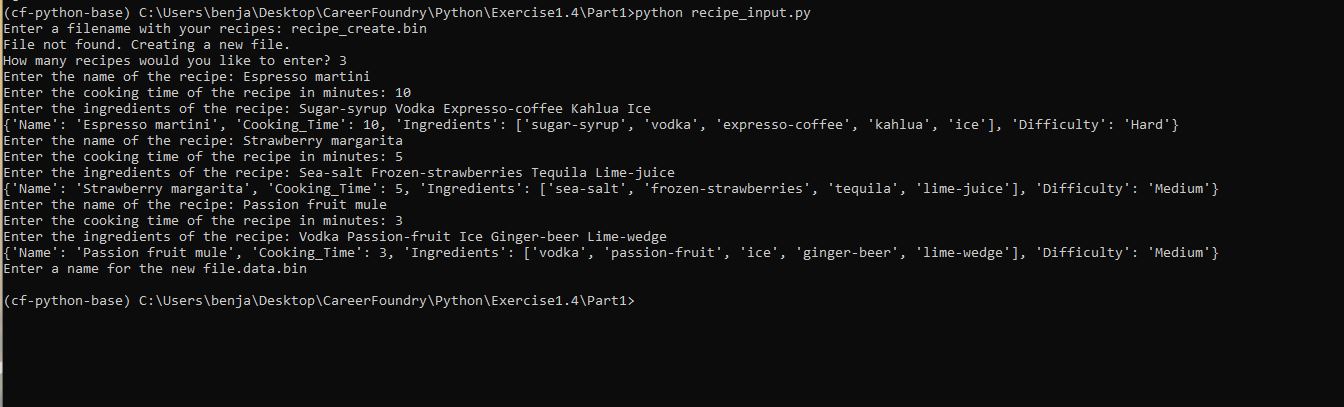 (cf-python-base) C:\Users\benja\Desktop\CareerFoundry\Python\Exercise1.4\Part1>python recipe_input.py
Enter a filename with your recipes: recipe_create.bin
File not found. Creating a new file.
How many recipes would you like to enter? 3
Enter the name of the recipe: Espresso martini
Enter the cooking time of the recipe in minutes: 10
Enter the ingredients of the recipe: Sugar-syrup Vodka Expresso-coffee Kahlua Ice
{'Name': 'Espresso martini', 'Cooking_Time': 10, 'Ingredients': ['sugar-syrup', 'vodka', 'expresso-coffee', 'kahlua', 'ice'], 'Difficulty': 'Hard'}
Enter the name of the recipe: Strawberry margarita
Enter the cooking time of the recipe in minutes: 5
Enter the ingredients of the recipe: Sea-salt Frozen-strawberries Tequila Lime-juice
{'Name': 'Strawberry margarita', 'Cooking_Time': 5, 'Ingredients': ['sea-salt', 'frozen-strawberries', 'tequila', 'lime-juice'], 'Difficulty': 'Medium'}
Enter the name of the recipe: Passion fruit mule
Enter the cooking time of the recipe in minutes: 3
Enter the ingredients of the recipe: Vodka Passion-fruit Ice Ginger-beer Lime-wedge
{'Name': 'Passion fruit mule', 'Cooking_Time': 3, 'Ingredients': ['vodka', 'passion-fruit', 'ice', 'ginger-beer', 'lime-wedge'], 'Difficulty': 'Medium'}
Enter a name for the new file.data.bin
(cf-python-base) C:\Users\benja\Desktop\CareerFoundry\Python\Exercise1.4\Part1>